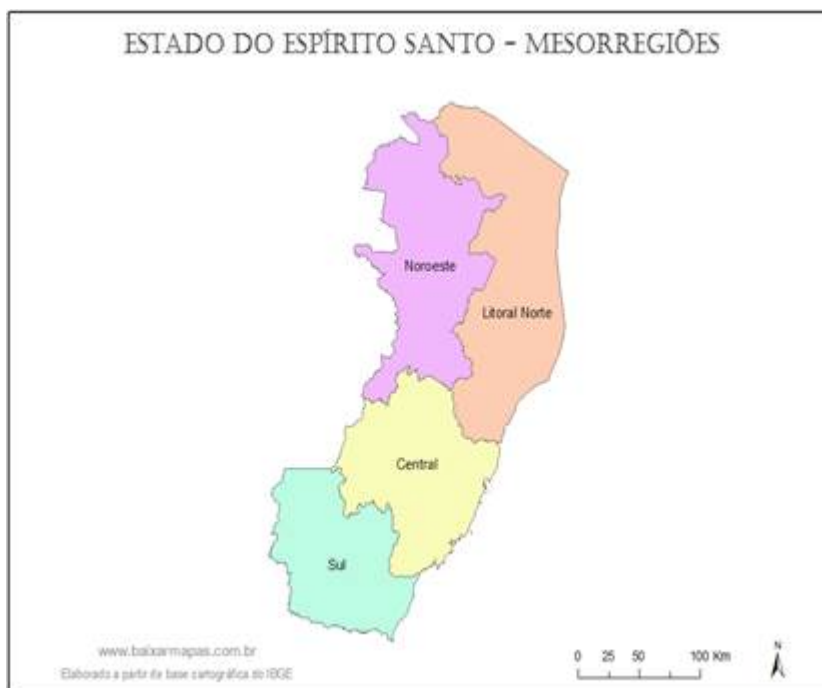 ESTADO DO ESPÍRITO SANTO - MESORREGIÕES
Noroeste
Litoral Norte
Central
Sul
www.baixarmapas.com.br
Elaborado a partir da base cartográfica do IBGE
0 25 50 100 Km
N